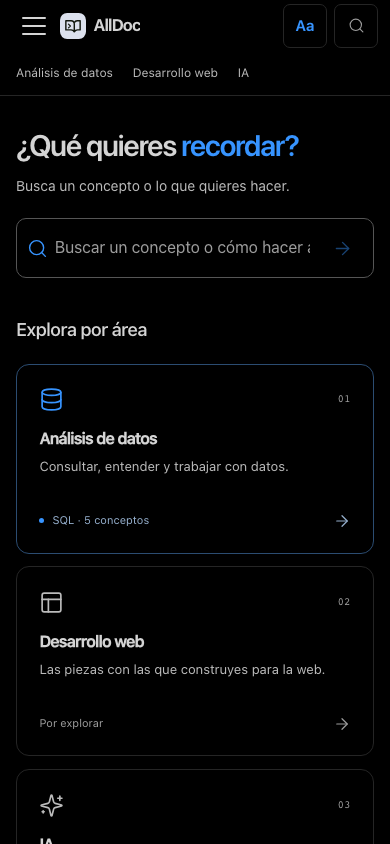 AllDoc
Aa
Análisis de datos Desarrollo web IA
¿Qué quieres recordar?
Busca un concepto o lo que quieres hacer.
Buscar un concepto o cómo hacer
Explora por área
01
Análisis de datos
Consultar, entender y trabajar con datos.
SQL · 5 conceptos
02
Desarrollo web
Las piezas con las que construyes para la web.
Por explorar
03
IA